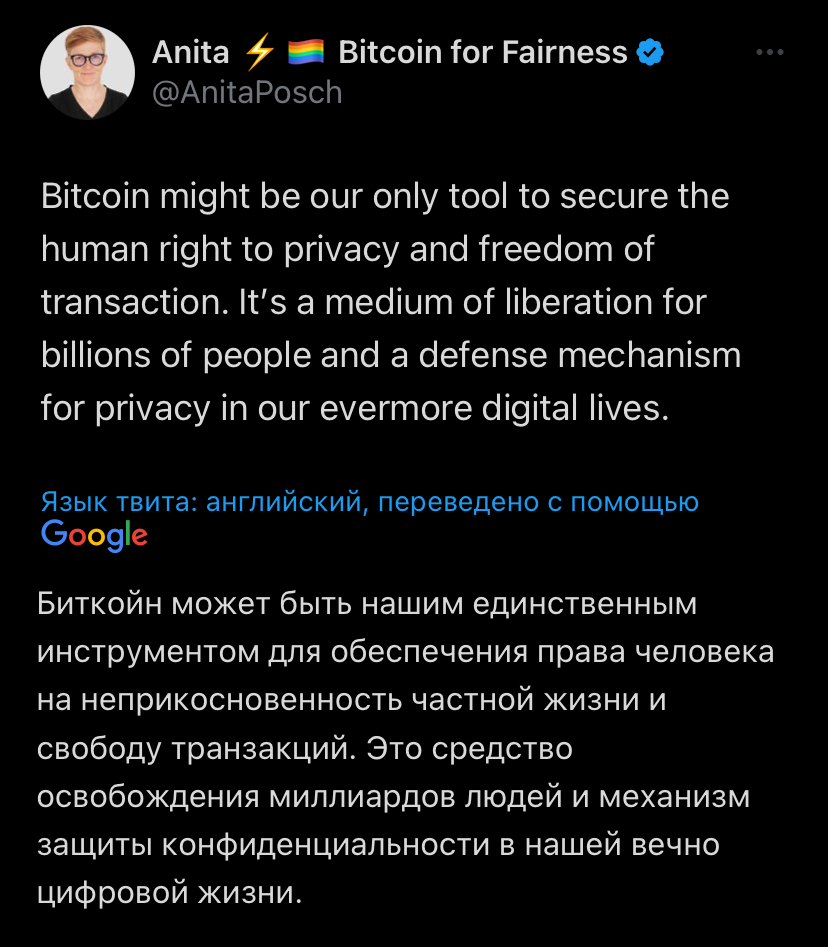 Anita ⚡ 🏳️‍🌈 Bitcoin for Fairness
@AnitaPosch
Bitcoin might be our only tool to secure the
human right to privacy and freedom of
transaction. It’s a medium of liberation for
billions of people and a defense mechanism
for privacy in our evermore digital lives.
Язык твита: английский, переведено с помощью
Google
Биткойн может быть нашим единственным
инструментом для обеспечения права человека
на неприкосновенность частной жизни и
свободу транзакций. Это средство
освобождения миллиардов людей и механизм
защиты конфиденциальности в нашей вечно
цифровой жизни.